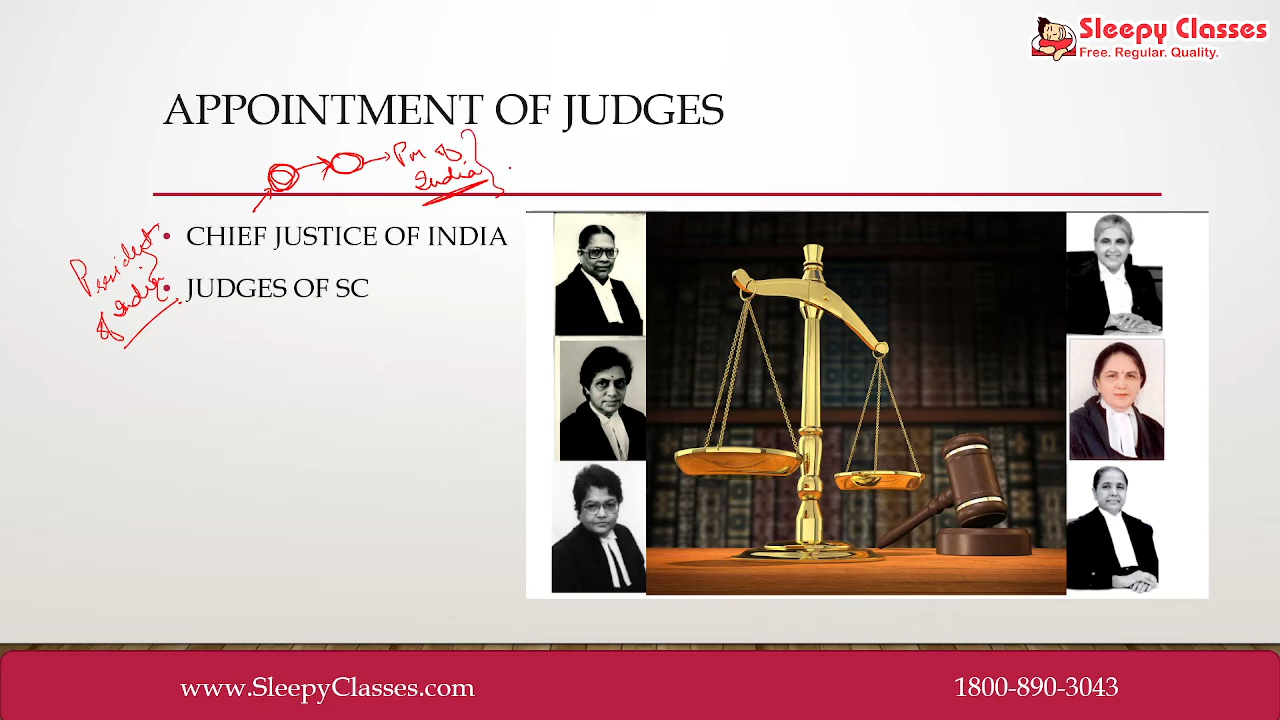 Sleepy Classes
Free. Regular. Quality.
APPOINTMENT OF JUDGES
PM of
India
• CHIEF JUSTICE OF INDIA
President
of India
• JUDGES OF SC
www.SleepyClasses.com
1800-890-3043